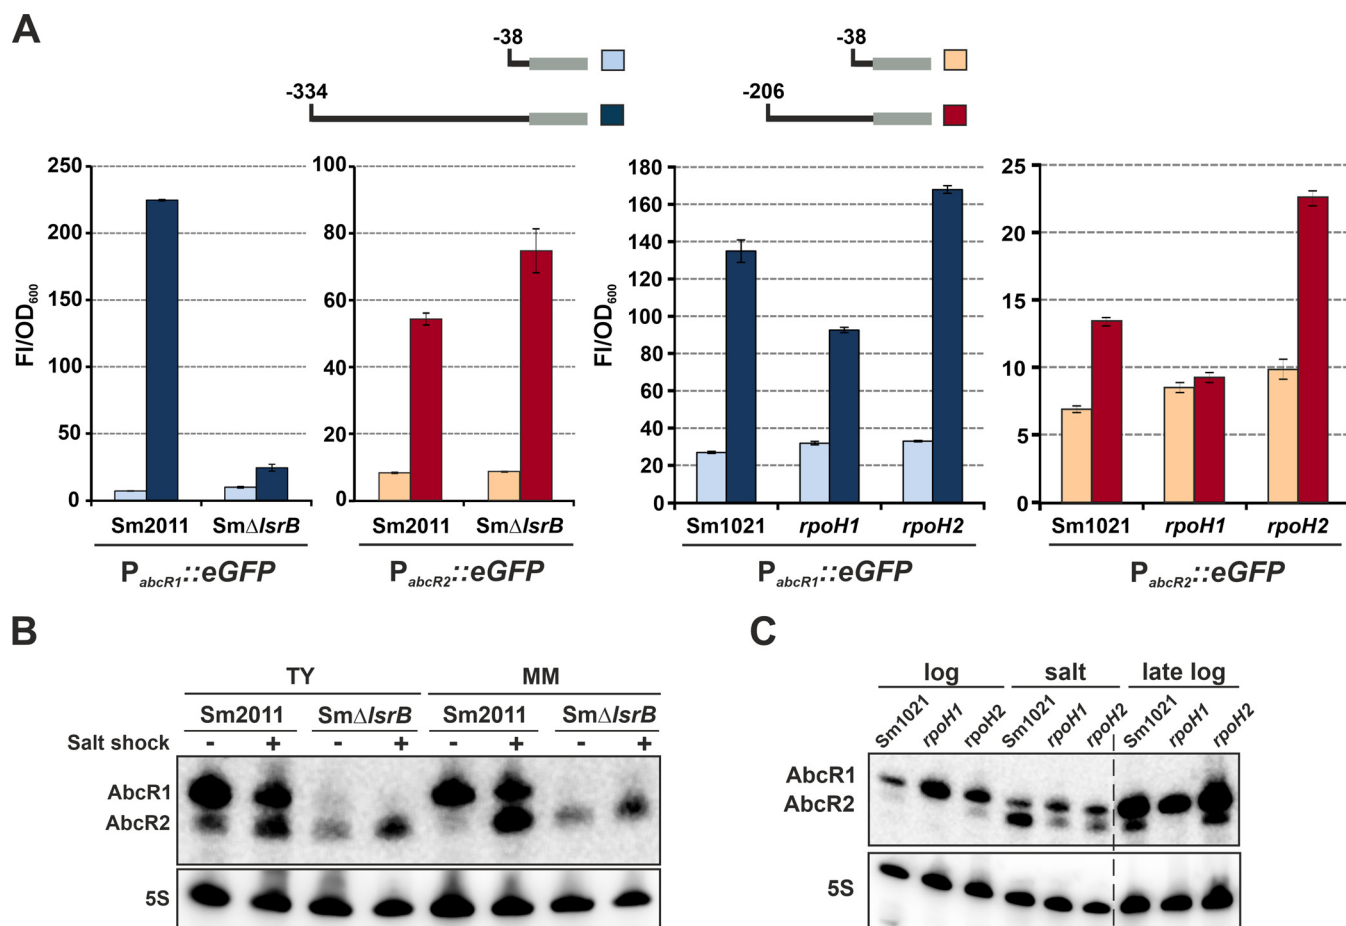 A
-38
-334
-38
-206
FI/OD600
250
200
150
100
50
0
Sm2011 SmΔlsrB
PabcR1::eGFP
100
80
60
40
20
0
Sm2011 SmΔlsrB
PabcR2::eGFP
FI/OD600
180
160
140
120
100
80
60
40
20
0
Sm1021 rpoH1 rpoH2
PabcR1::eGFP
25
20
15
10
5
0
Sm1021 rpoH1 rpoH2
PabcR2::eGFP
B
TY MM
Sm2011 SmΔlsrB Sm2011 SmΔlsrB
Salt shock - + - + - + - +
AbcR1
AbcR2
5S
C
log salt late log
Sm1021 rpoH1 rpoH2 Sm1021 rpoH1 rpoH2 Sm1021 rpoH1 rpoH2
AbcR1
AbcR2
5S